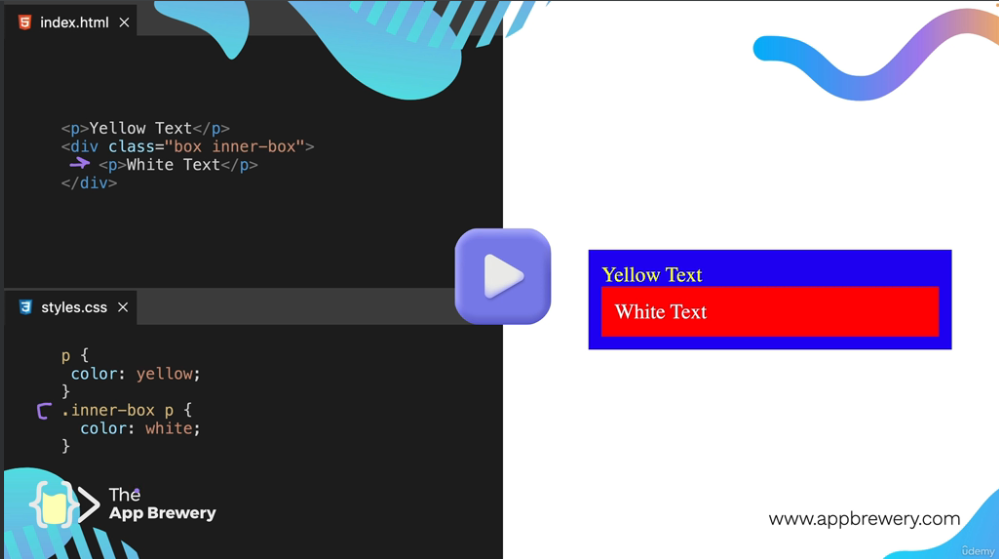 index.html
<p>Yellow Text</p>
<div class="box inner-box">
<p>White Text</p>
</div>
styles.css
p {
color: yellow;
}
.inner-box p {
color: white;
}
Yellow Text
White Text
The
App Brewery
www.appbrewery.com
ûdemy